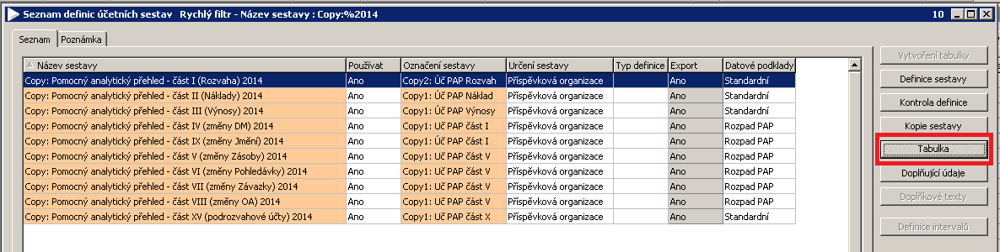 Seznam definic účetních sestav Rychlý filtr - Název sestavy : Copy:%2014 10
Seznam Poznámka
Název sestavy Používat Označení sestavy Určení sestavy Typ definice Export Datové podklady
Copy: Pomocný analytický přehled - část I (Rozvaha) 2014 Ano Copy2: Úč PAP Rozvah Příspěvková organizace Ano Standardní
Copy: Pomocný analytický přehled - část II (Náklady) 2014 Ano Copy1: Úč PAP Náklad Příspěvková organizace Ano Standardní
Copy: Pomocný analytický přehled - část III (Výnosy) 2014 Ano Copy1: Úč PAP Výnosy Příspěvková organizace Ano Standardní
Copy: Pomocný analytický přehled - část IV (změny DM) 2014 Ano Copy1: Úč PAP část I Příspěvková organizace Ano Rozpad PAP
Copy: Pomocný analytický přehled - část IX (změny Jmění) 2014 Ano Copy1: Úč PAP část I Příspěvková organizace Ano Rozpad PAP
Copy: Pomocný analytický přehled - část V (změny Zásoby) 2014 Ano Copy1: Úč PAP část V Příspěvková organizace Ano Rozpad PAP
Copy: Pomocný analytický přehled - část VI (změny Pohledávky) 2014 Ano Copy1: Úč PAP část V Příspěvková organizace Ano Rozpad PAP
Copy: Pomocný analytický přehled - část VII (změny Závazky) 2014 Ano Copy1: Úč PAP část V Příspěvková organizace Ano Rozpad PAP
Copy: Pomocný analytický přehled - část VIII (změny OA) 2014 Ano Copy1: Úč PAP část V Příspěvková organizace Ano Rozpad PAP
Copy: Pomocný analytický přehled - část XV (podrozvahové účty) 2014 Ano Copy1: Úč PAP část X Příspěvková organizace Ano Standardní
Vytvoření tabulky
Definice sestavy
Kontrola definice
Kopie sestavy
Tabulka
Doplňující údaje
Doplňkové texty
Definice intervalů